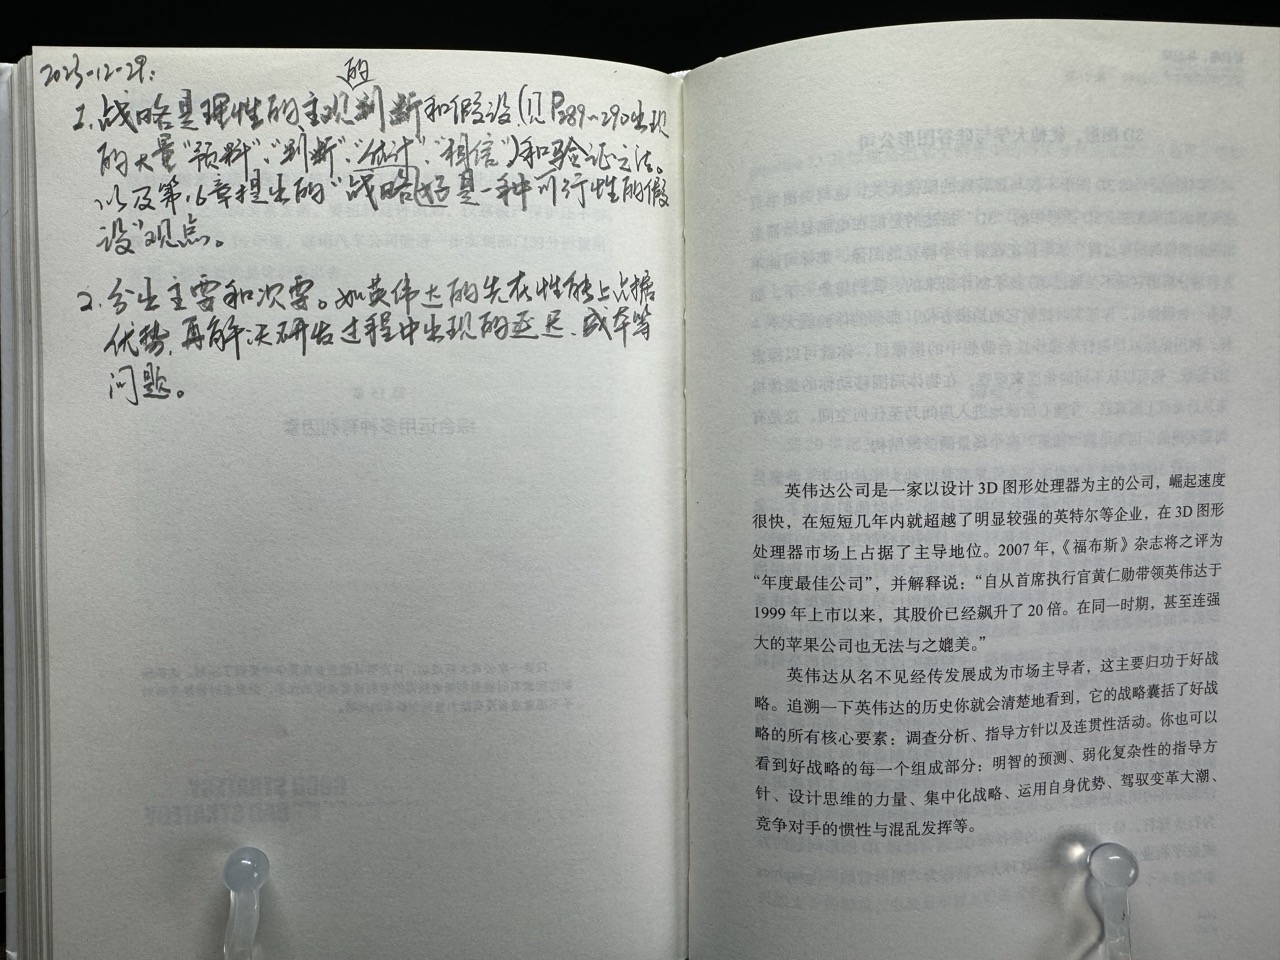 2023-12-29:
1. 战略是理性的主观的判断和假设(见P289~290出现
的大量“预料”、“判断”、“估计”、“相信”)和验证之法。
以及第16章提出的“战略好是一种可行性的假
设”观点。
2. 分出主要和次要。如英伟达的先在性能上占据
优势,再解决研发过程中出现的延迟、成本等
问题。
英伟达公司是一家以设计 3D 图形处理器为主的公司，崛起速度
很快，在短短几年内就超越了明显较强的英特尔等企业，在 3D 图形
处理器市场上占据了主导地位。2007 年，《福布斯》杂志将之评为
“年度最佳公司”，并解释说：“自从首席执行官黄仁勋带领英伟达于
1999 年上市以来，其股价已经飙升了 20 倍。在同一时期，甚至连强
大的苹果公司也无法与之媲美。”
英伟达从名不见经传发展成为市场主导者，这主要归功于好战
略。追溯一下英伟达的历史你就会清楚地看到，它的战略囊括了好战
略的所有核心要素：调查分析、指导方针以及连贯性活动。你也可以
看到好战略的每一个组成部分：明智的预测、弱化复杂性的指导方
针、设计思维的力量、集中化战略、运用自身优势、驾驭变革大潮、
竞争对手的惯性与混乱发挥等。